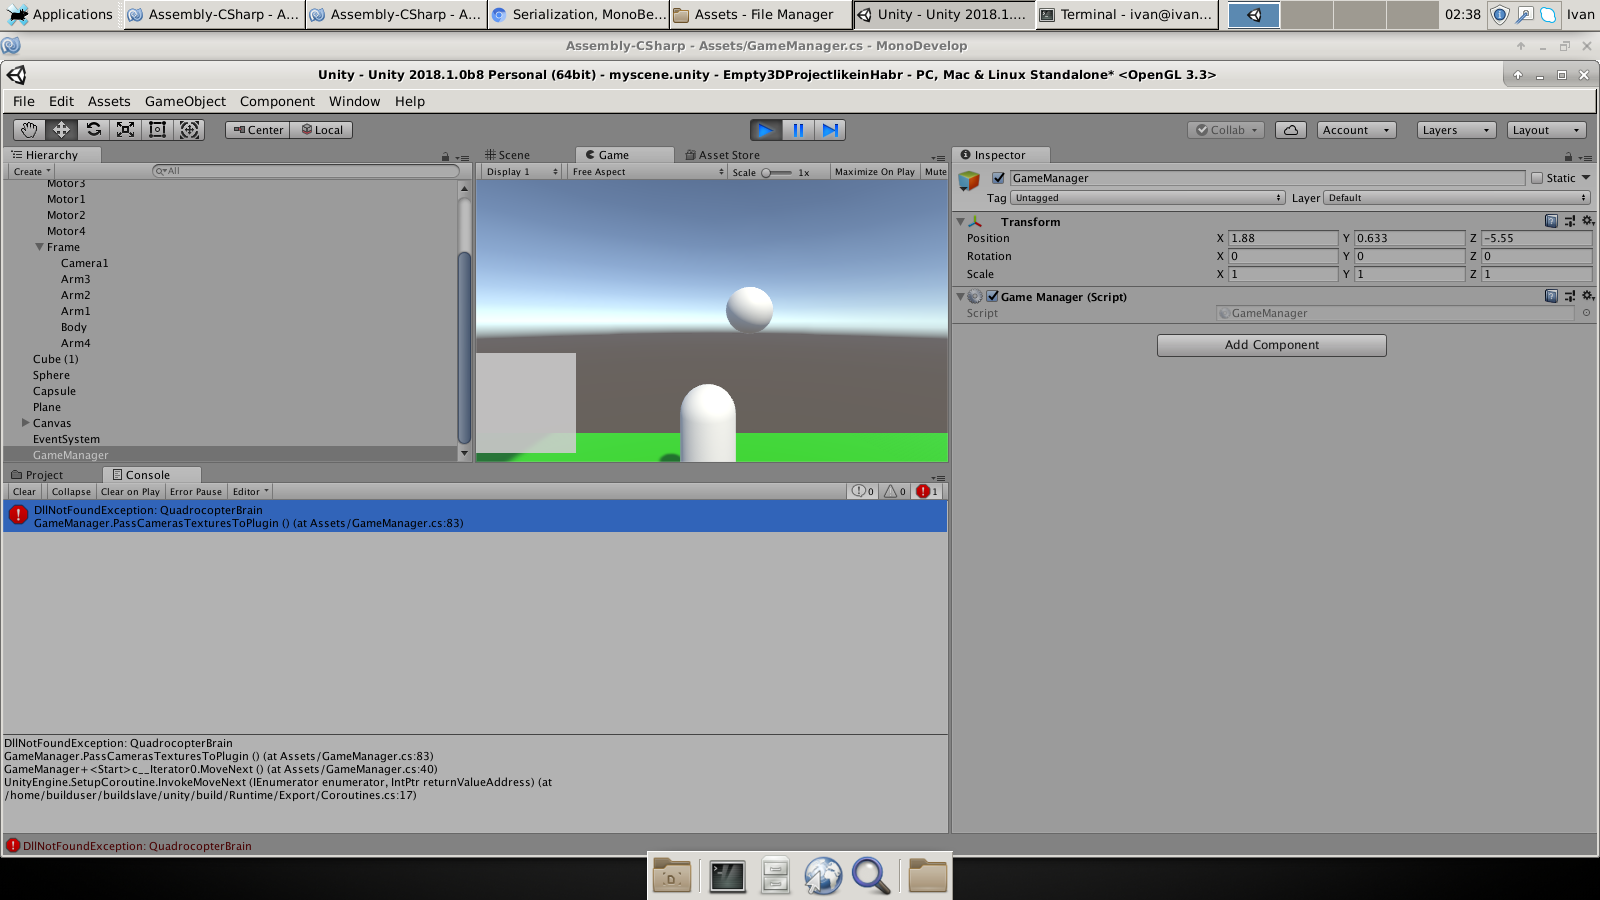 Applications
Assembly-CSharp - A...
Assembly-CSharp - A...
Serialization, MonoBe...
Assets - File Manager
Unity - Unity 2018.1....
Terminal - ivan@ivan...
02:38
Ivan
Assembly-CSharp - Assets/GameManager.cs - MonoDevelop
Unity - Unity 2018.1.0b8 Personal (64bit) - myscene.unity - Empty3DProjectlikeinHabr - PC, Mac & Linux Standalone* <OpenGL 3.3>
File Edit Assets GameObject Component Window Help
Center Local
Collab Account Layers Layout
Hierarchy
Create All
Motor3
Motor1
Motor2
Motor4
Frame
Camera1
Arm3
Arm2
Arm1
Body
Arm4
Cube (1)
Sphere
Capsule
Plane
Canvas
EventSystem
GameManager
Scene Game Asset Store
Display 1 Free Aspect Scale 1x Maximize On Play Mute
Inspector
GameManager Static
Tag Untagged Layer Default
Transform
Position X 1.88 Y 0.633 Z -5.55
Rotation X 0 Y 0 Z 0
Scale X 1 Y 1 Z 1
Game Manager (Script)
Script GameManager
Add Component
Project Console
Clear Collapse Clear on Play Error Pause Editor 0 0 1
DllNotFoundException: QuadrocopterBrain
GameManager.PassCamerasTexturesToPlugin () (at Assets/GameManager.cs:83)
DllNotFoundException: QuadrocopterBrain
GameManager.PassCamerasTexturesToPlugin () (at Assets/GameManager.cs:83)
GameManager+<Start>c__Iterator0.MoveNext () (at Assets/GameManager.cs:40)
UnityEngine.SetupCoroutine.InvokeMoveNext (IEnumerator enumerator, IntPtr returnValueAddress) (at
/home/builduser/buildslave/unity/build/Runtime/Export/Coroutines.cs:17)
DllNotFoundException: QuadrocopterBrain